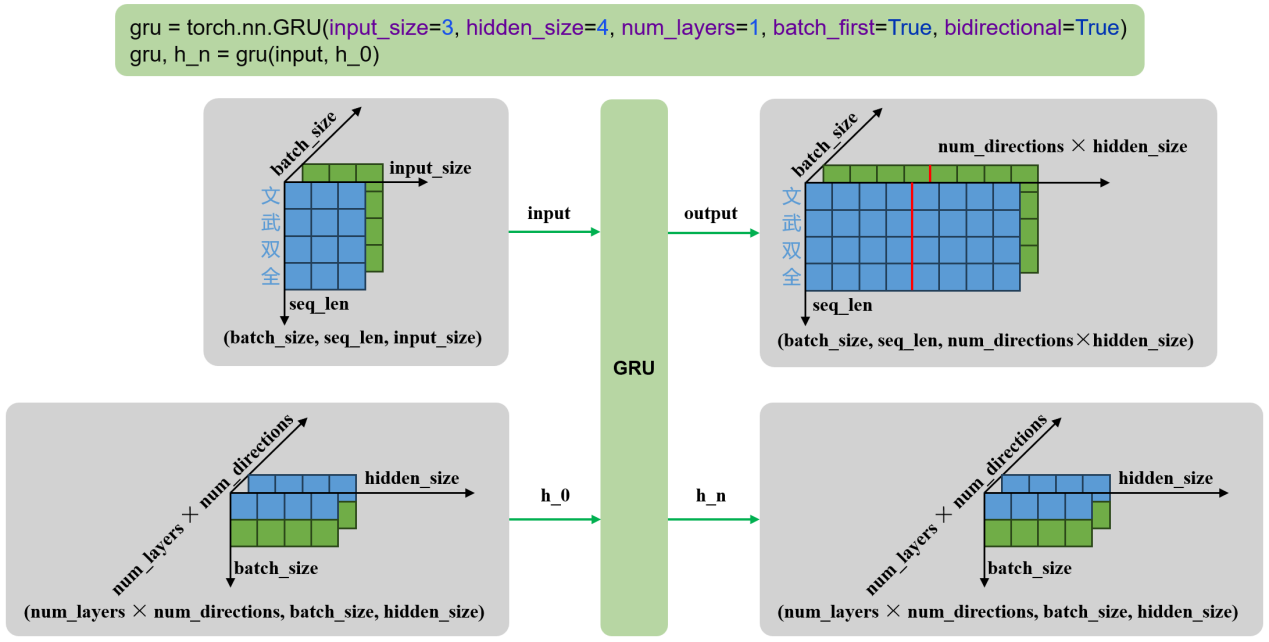 gru = torch.nn.GRU(input_size=3, hidden_size=4, num_layers=1, batch_first=True, bidirectional=True)
gru, h_n = gru(input, h_0)
batch_size
input_size
文
武
双
全
seq_len
(batch_size, seq_len, input_size)
input
GRU
output
batch_size
num_directions × hidden_size
文
武
双
全
seq_len
(batch_size, seq_len, num_directions×hidden_size)
num_layers × num_directions
hidden_size
batch_size
(num_layers × num_directions, batch_size, hidden_size)
h_0
h_n
num_layers × num_directions
hidden_size
batch_size
(num_layers × num_directions, batch_size, hidden_size)